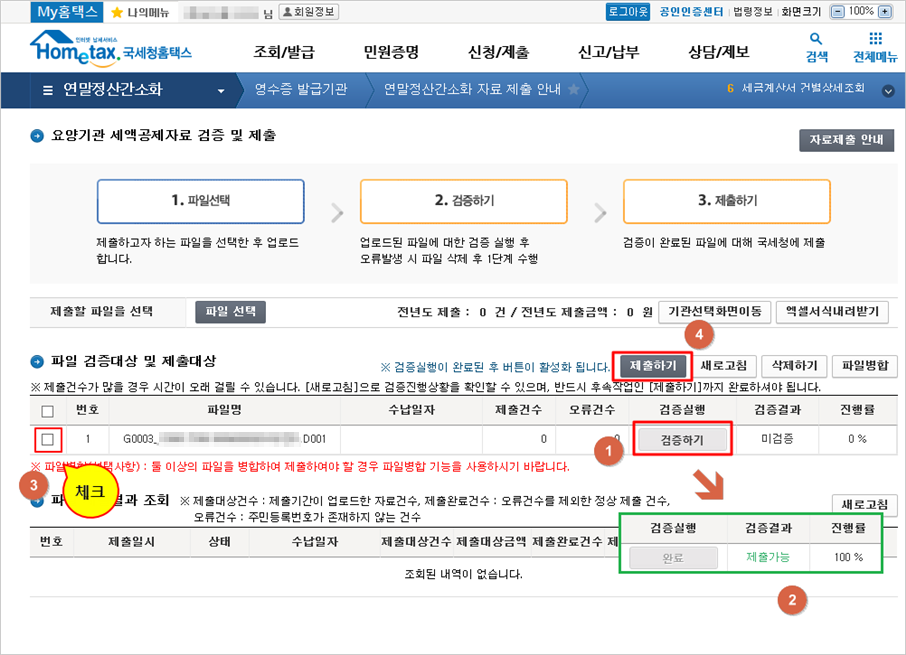 My홈택스 나의메뉴 님 회원정보 로그아웃 공인인증센터 법령정보 화면크기 100%
인터넷 납세서비스
Hometax. 국세청홈택스 조회/발급 민원증명 신청/제출 신고/납부 상담/제보 검색 전체메뉴
연말정산간소화 영수증 발급기관 연말정산간소화 자료 제출 안내 6 세금계산서 건별상세조회
요양기관 세액공제자료 검증 및 제출 자료제출 안내
1. 파일선택 2. 검증하기 3. 제출하기
제출하고자 하는 파일을 선택한 후 업로드
합니다.
업로드된 파일에 대한 검증 실행 후
오류발생 시 파일 삭제 후 1단계 수행
검증이 완료된 파일에 대해 국세청에 제출
제출할 파일을 선택 파일 선택 전년도 제출 : 0 건 / 전년도 제출금액 : 0 원 기관선택화면이동 엑셀서식내려받기
4
파일 검증대상 및 제출대상 ※ 검증실행이 완료된 후 버튼이 활성화 됩니다. 제출하기 새로고침 삭제하기 파일병합
※ 제출건수가 많을 경우 시간이 오래 걸릴 수 있습니다. [새로고침]으로 검증진행상황을 확인할 수 있으며, 반드시 후속작업인 [제출하기]까지 완료하셔야 됩니다.
번호 파일명 수납일자 제출건수 오류건수 검증실행 검증결과 진행률
1 G0003_ .D001 0 0 검증하기 미검증 0 %
1
※ 파일병합(선택사항) : 둘 이상의 파일을 병합하여 제출하여야 할 경우 파일병합 기능을 사용하시기 바랍니다.
3 체크
결과 조회 ※ 제출대상건수 : 제출기간이 업로드한 자료건수, 제출완료건수 : 오류건수를 제외한 정상 제출 건수,
오류건수 : 주민등록번호가 존재하지 않는 건수
새로고침
번호 제출일시 상태 수납일자 제출대상건수 제출대상금액 제출완료건수
검증실행 검증결과 진행률
완료 제출가능 100 %
조회된 내역이 없습니다.
2